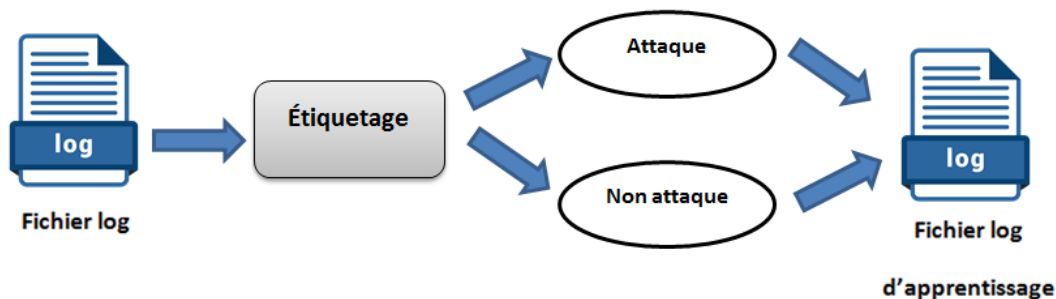 log
Fichier log
Étiquetage
Attaque
Non attaque
log
Fichier log
d’apprentissage